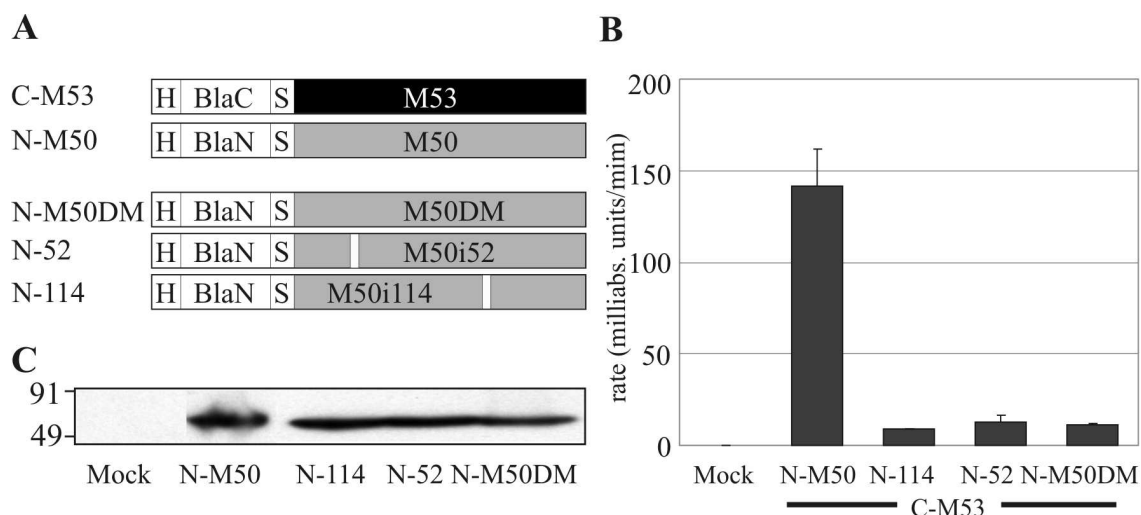 A
C-M53 H BlaC S M53
N-M50 H BlaN S M50
N-M50DM H BlaN S M50DM
N-52 H BlaN S M50i52
N-114 H BlaN S M50i114
C
91
49
Mock N-M50 N-114 N-52 N-M50DM
B
rate (milliabs. units/mim)
200
150
100
50
0
Mock N-M50 N-114 N-52 N-M50DM
C-M53